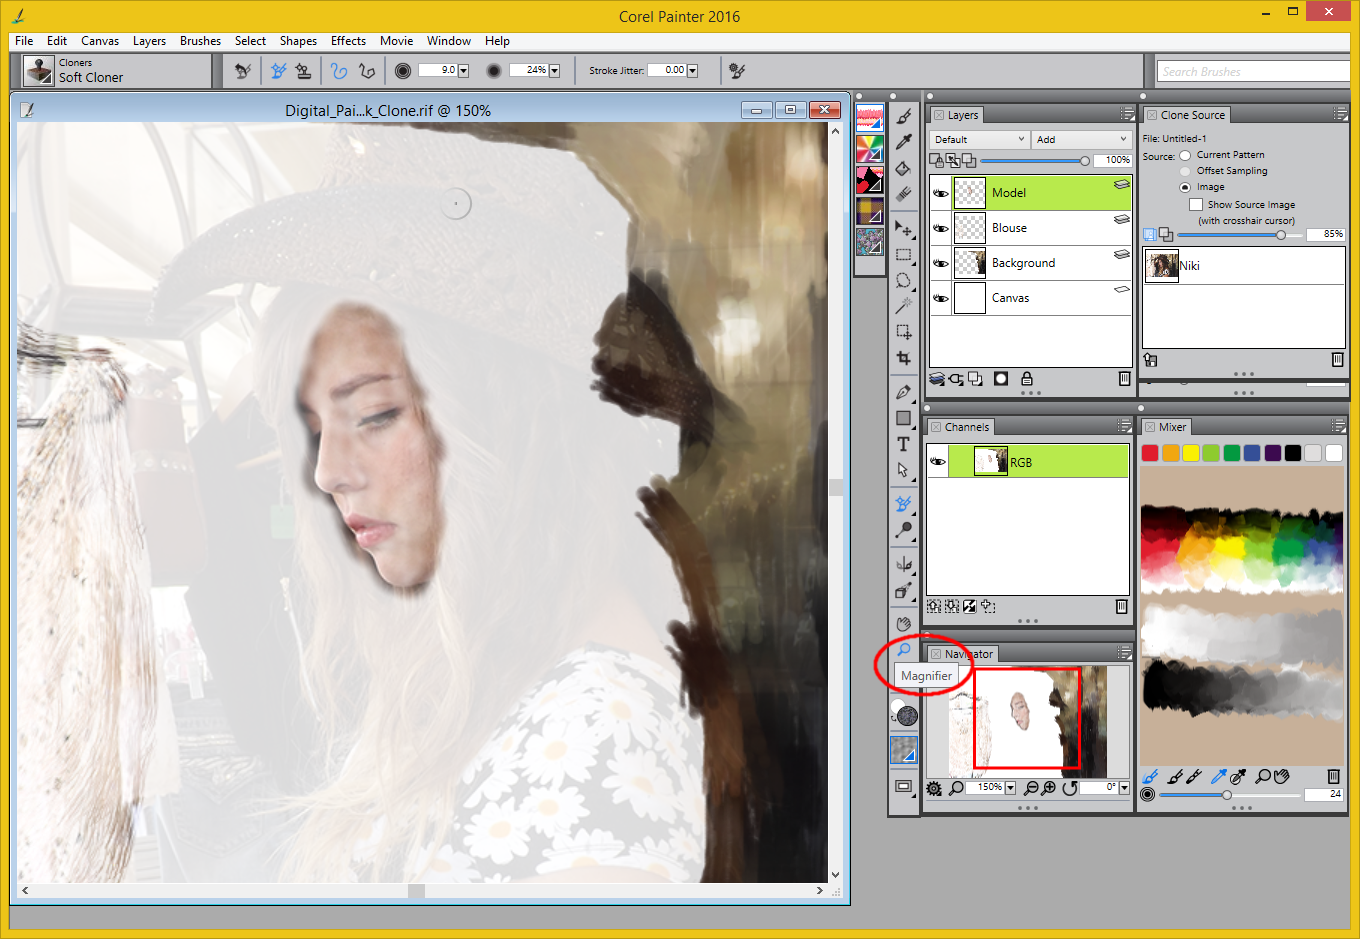 Corel Painter 2016
File Edit Canvas Layers Brushes Select Shapes Effects Movie Window Help
Cloners
Soft Cloner
9.0
24%
Stroke Jitter: 0.00
Search Brushes
Digital_Pai...k_Clone.rif @ 150%
Layers
Default
Add
100%
Model
Blouse
Background
Canvas
Clone Source
File: Untitled-1
Source:
Current Pattern
Offset Sampling
Image
Show Source Image
(with crosshair cursor)
85%
Niki
Channels
RGB
Mixer
24
Navigator
Magnifier
150%
0°
T